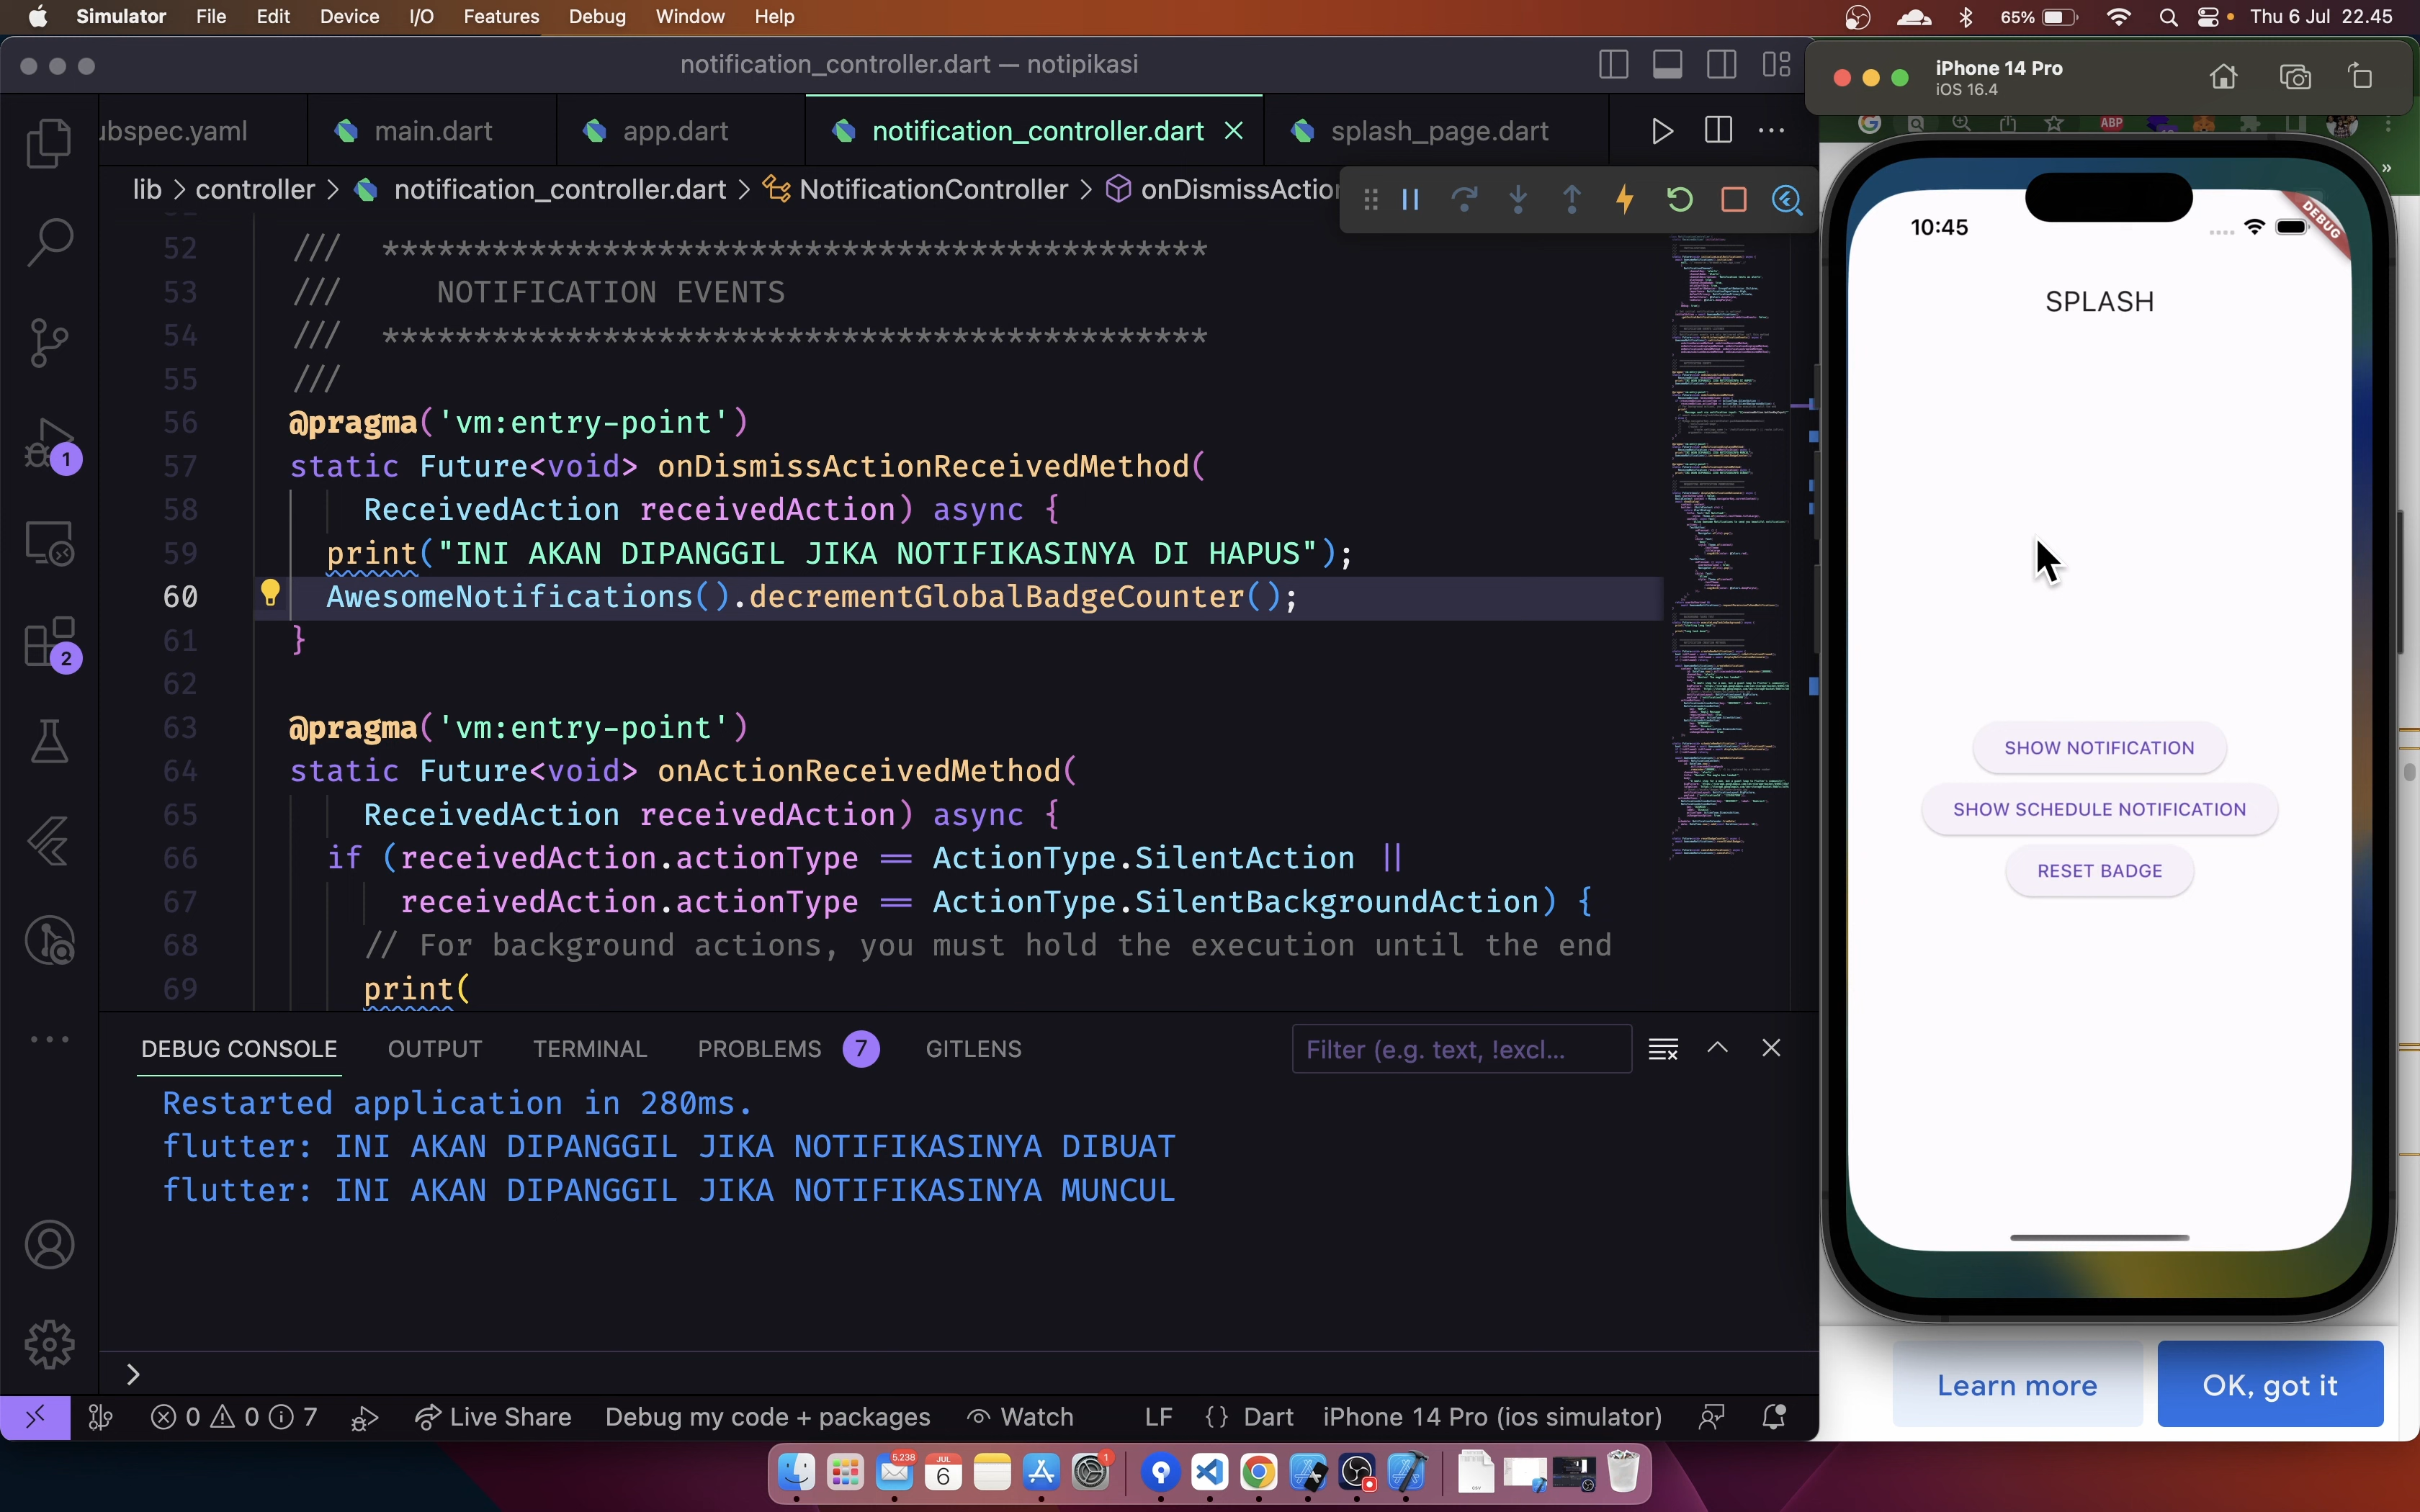 Simulator File Edit Device I/O Features Debug Window Help 65% Thu 6 Jul 22.45
notification_controller.dart — notipikasi
iPhone 14 Pro
iOS 16.4
ubspec.yaml main.dart app.dart notification_controller.dart splash_page.dart
ABP
lib > controller > notification_controller.dart > NotificationController > onDismissAction
52 /// *********************************************
53 /// NOTIFICATION EVENTS
54 /// *********************************************
55 ///
56 @pragma('vm:entry-point')
57 static Future<void> onDismissActionReceivedMethod(
58 ReceivedAction receivedAction) async {
59 print("INI AKAN DIPANGGIL JIKA NOTIFIKASINYA DI HAPUS");
60 AwesomeNotifications().decrementGlobalBadgeCounter();
61 }
62
63 @pragma('vm:entry-point')
64 static Future<void> onActionReceivedMethod(
65 ReceivedAction receivedAction) async {
66 if (receivedAction.actionType == ActionType.SilentAction ||
67 receivedAction.actionType == ActionType.SilentBackgroundAction) {
68 // For background actions, you must hold the execution until the end
69 print(
1
2
DEBUG CONSOLE OUTPUT TERMINAL PROBLEMS 7 GITLENS Filter (e.g. text, !excl...
Restarted application in 280ms.
flutter: INI AKAN DIPANGGIL JIKA NOTIFIKASINYA DIBUAT
flutter: INI AKAN DIPANGGIL JIKA NOTIFIKASINYA MUNCUL
>
0 0 7 Live Share Debug my code + packages Watch LF {} Dart iPhone 14 Pro (ios simulator)
10:45
DEBUG
SPLASH
SHOW NOTIFICATION
SHOW SCHEDULE NOTIFICATION
RESET BADGE
Learn more OK, got it
5.238 JUL 6 1